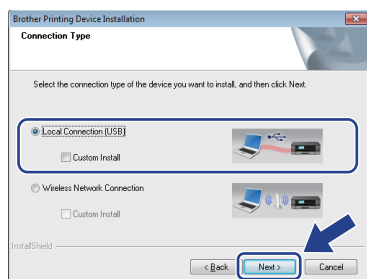 Brother Printing Device Installation
Connection Type
Select the connection type of the device you want to install, and then click Next.
Local Connection (USB)
Custom Install
Wireless Network Connection
Custom Install
InstallShield
< Back
Next >
Cancel